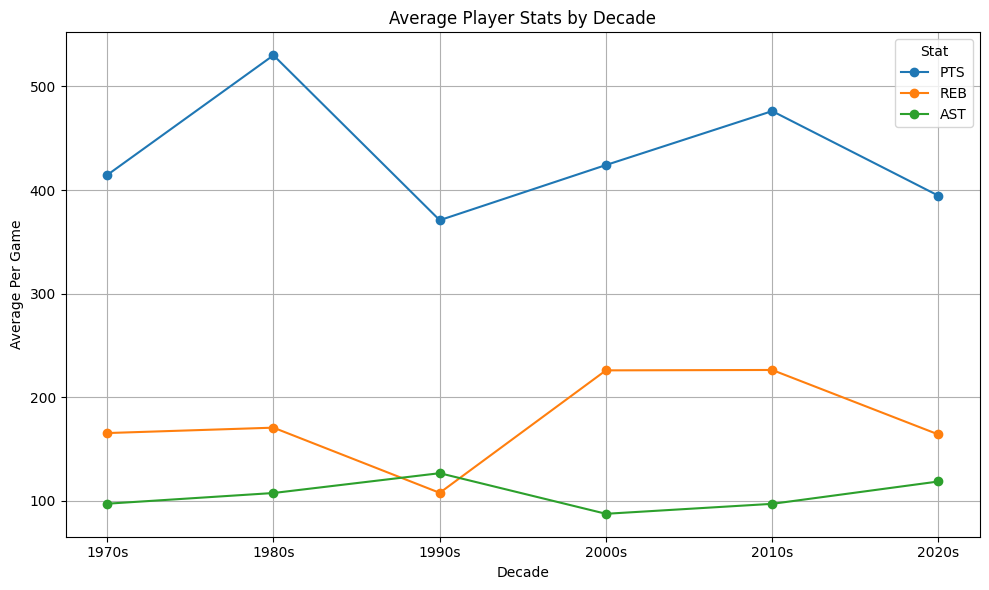 Average Player Stats by Decade
Stat
PTS
REB
AST
Average Per Game
500
400
300
200
100
1970s 1980s 1990s 2000s 2010s 2020s
Decade